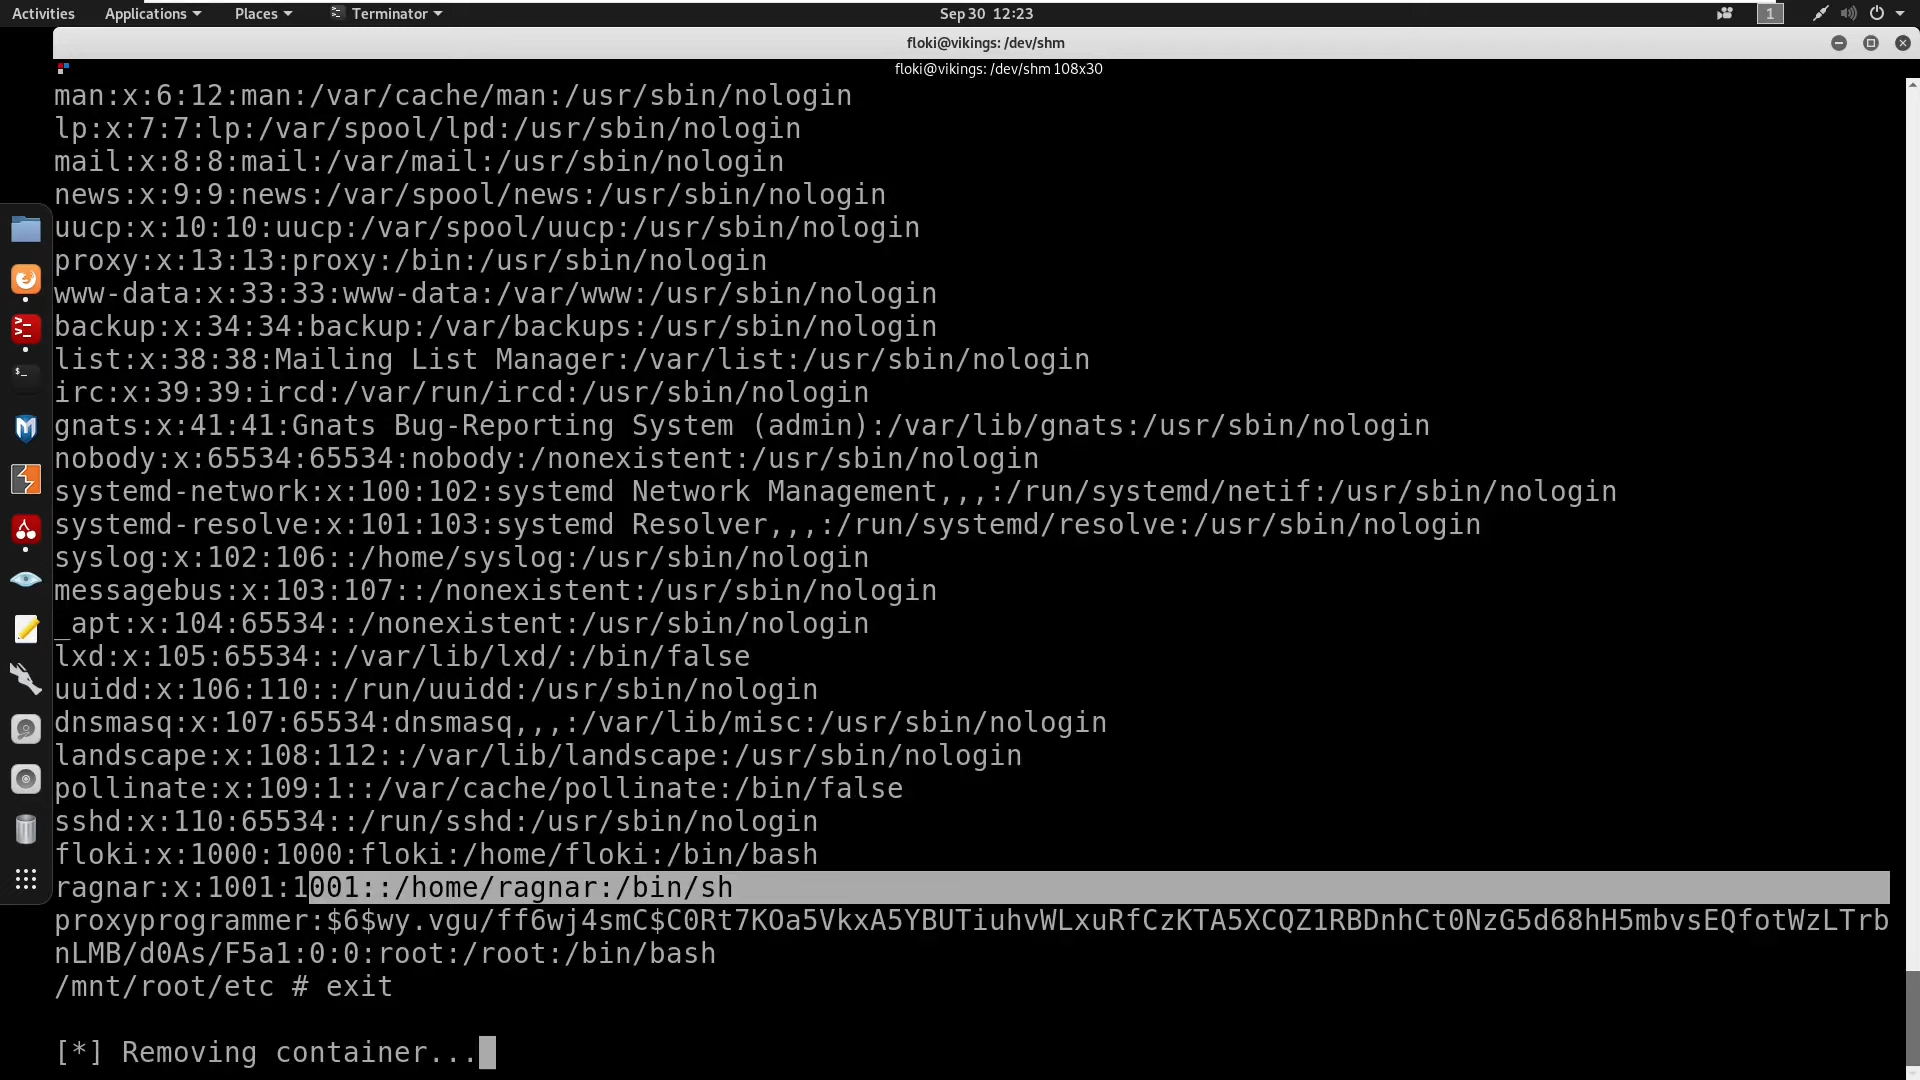 Activities Applications Places Terminator Sep 30 12:23 1
floki@vikings: /dev/shm
floki@vikings: /dev/shm 108x30
man:x:6:12:man:/var/cache/man:/usr/sbin/nologin
lp:x:7:7:lp:/var/spool/lpd:/usr/sbin/nologin
mail:x:8:8:mail:/var/mail:/usr/sbin/nologin
news:x:9:9:news:/var/spool/news:/usr/sbin/nologin
uucp:x:10:10:uucp:/var/spool/uucp:/usr/sbin/nologin
proxy:x:13:13:proxy:/bin:/usr/sbin/nologin
www-data:x:33:33:www-data:/var/www:/usr/sbin/nologin
backup:x:34:34:backup:/var/backups:/usr/sbin/nologin
list:x:38:38:Mailing List Manager:/var/list:/usr/sbin/nologin
irc:x:39:39:ircd:/var/run/ircd:/usr/sbin/nologin
gnats:x:41:41:Gnats Bug-Reporting System (admin):/var/lib/gnats:/usr/sbin/nologin
nobody:x:65534:65534:nobody:/nonexistent:/usr/sbin/nologin
systemd-network:x:100:102:systemd Network Management,,,:/run/systemd/netif:/usr/sbin/nologin
systemd-resolve:x:101:103:systemd Resolver,,,:/run/systemd/resolve:/usr/sbin/nologin
syslog:x:102:106::/home/syslog:/usr/sbin/nologin
messagebus:x:103:107::/nonexistent:/usr/sbin/nologin
_apt:x:104:65534::/nonexistent:/usr/sbin/nologin
lxd:x:105:65534::/var/lib/lxd/:/bin/false
uuidd:x:106:110::/run/uuidd:/usr/sbin/nologin
dnsmasq:x:107:65534:dnsmasq,,,:/var/lib/misc:/usr/sbin/nologin
landscape:x:108:112::/var/lib/landscape:/usr/sbin/nologin
pollinate:x:109:1::/var/cache/pollinate:/bin/false
sshd:x:110:65534::/run/sshd:/usr/sbin/nologin
floki:x:1000:1000:floki:/home/floki:/bin/bash
ragnar:x:1001:1001::/home/ragnar:/bin/sh
proxyprogrammer:$6$wy.vgu/ff6wj4smC$C0Rt7KOa5VkxA5YBUTiuhvWLxuRfCzKTA5XCQZ1RBDnhCt0NzG5d68hH5mbvsEQfotWzLTrb
nLMB/d0As/F5a1:0:0:root:/root:/bin/bash
/mnt/root/etc # exit
[*] Removing container...